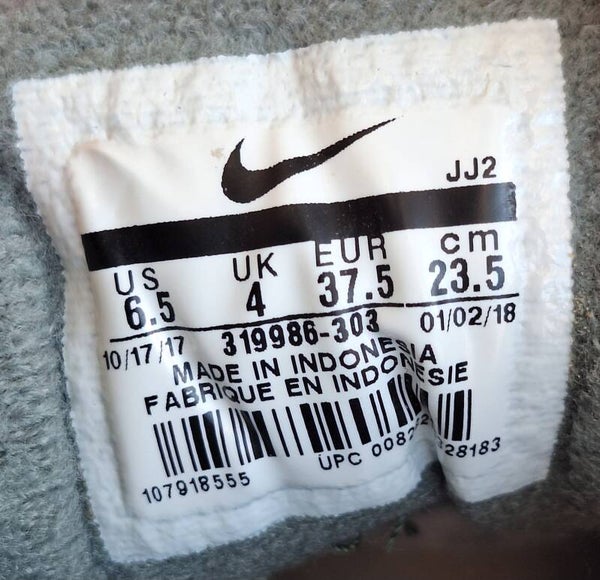 JJ2
US UK EUR cm
6.5 4 37.5 23.5
10/17/17 319986-303 01/02/18
MADE IN INDONESIA
FABRIQUE EN INDONESIE
UPC
107918555